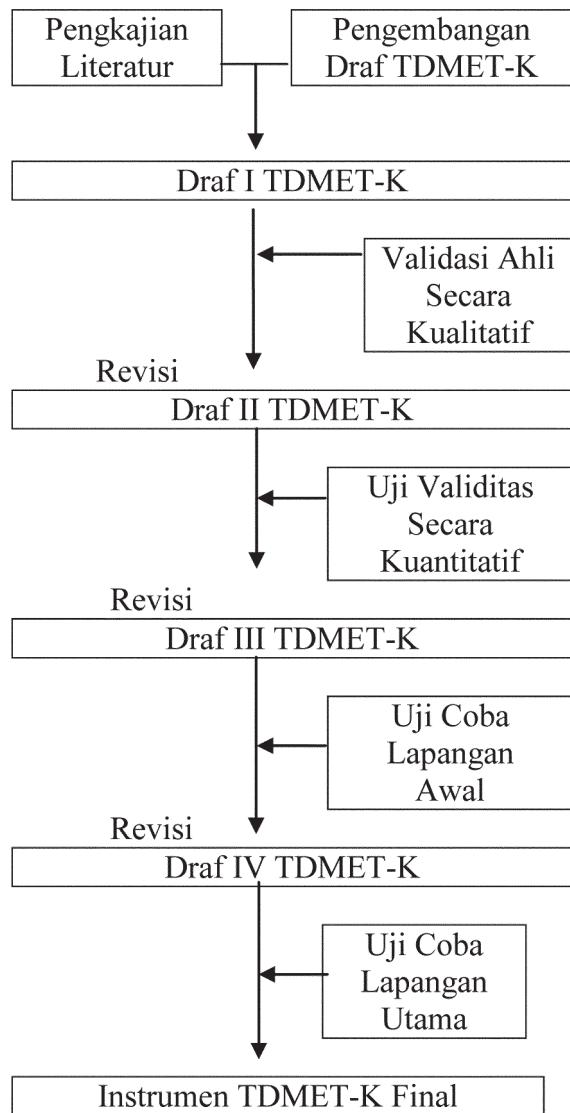 Pengkajian
Literatur
Pengembangan
Draf TDMET-K
Draf I TDMET-K
Validasi Ahli
Secara
Kualitatif
Revisi
Draf II TDMET-K
Uji Validitas
Secara
Kuantitatif
Revisi
Draf III TDMET-K
Uji Coba
Lapangan
Awal
Revisi
Draf IV TDMET-K
Uji Coba
Lapangan
Utama
Instrumen TDMET-K Final